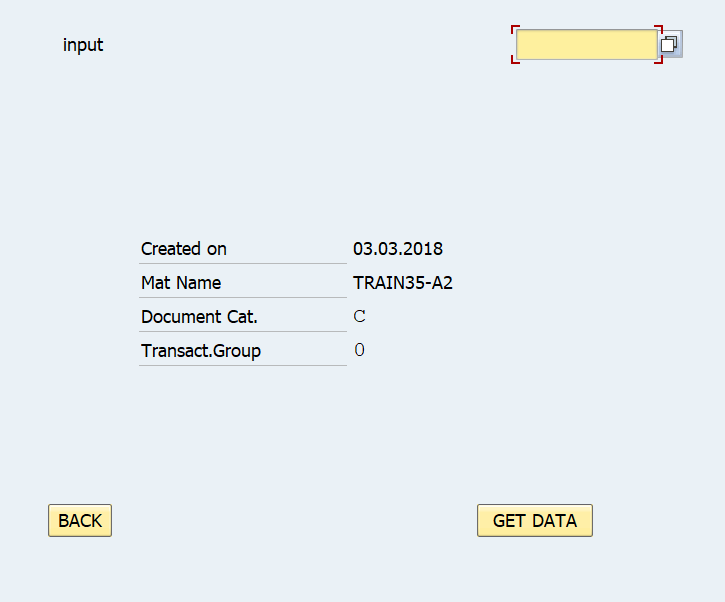 input
Created on 03.03.2018
Mat Name TRAIN35-A2
Document Cat. C
Transact.Group 0
BACK GET DATA